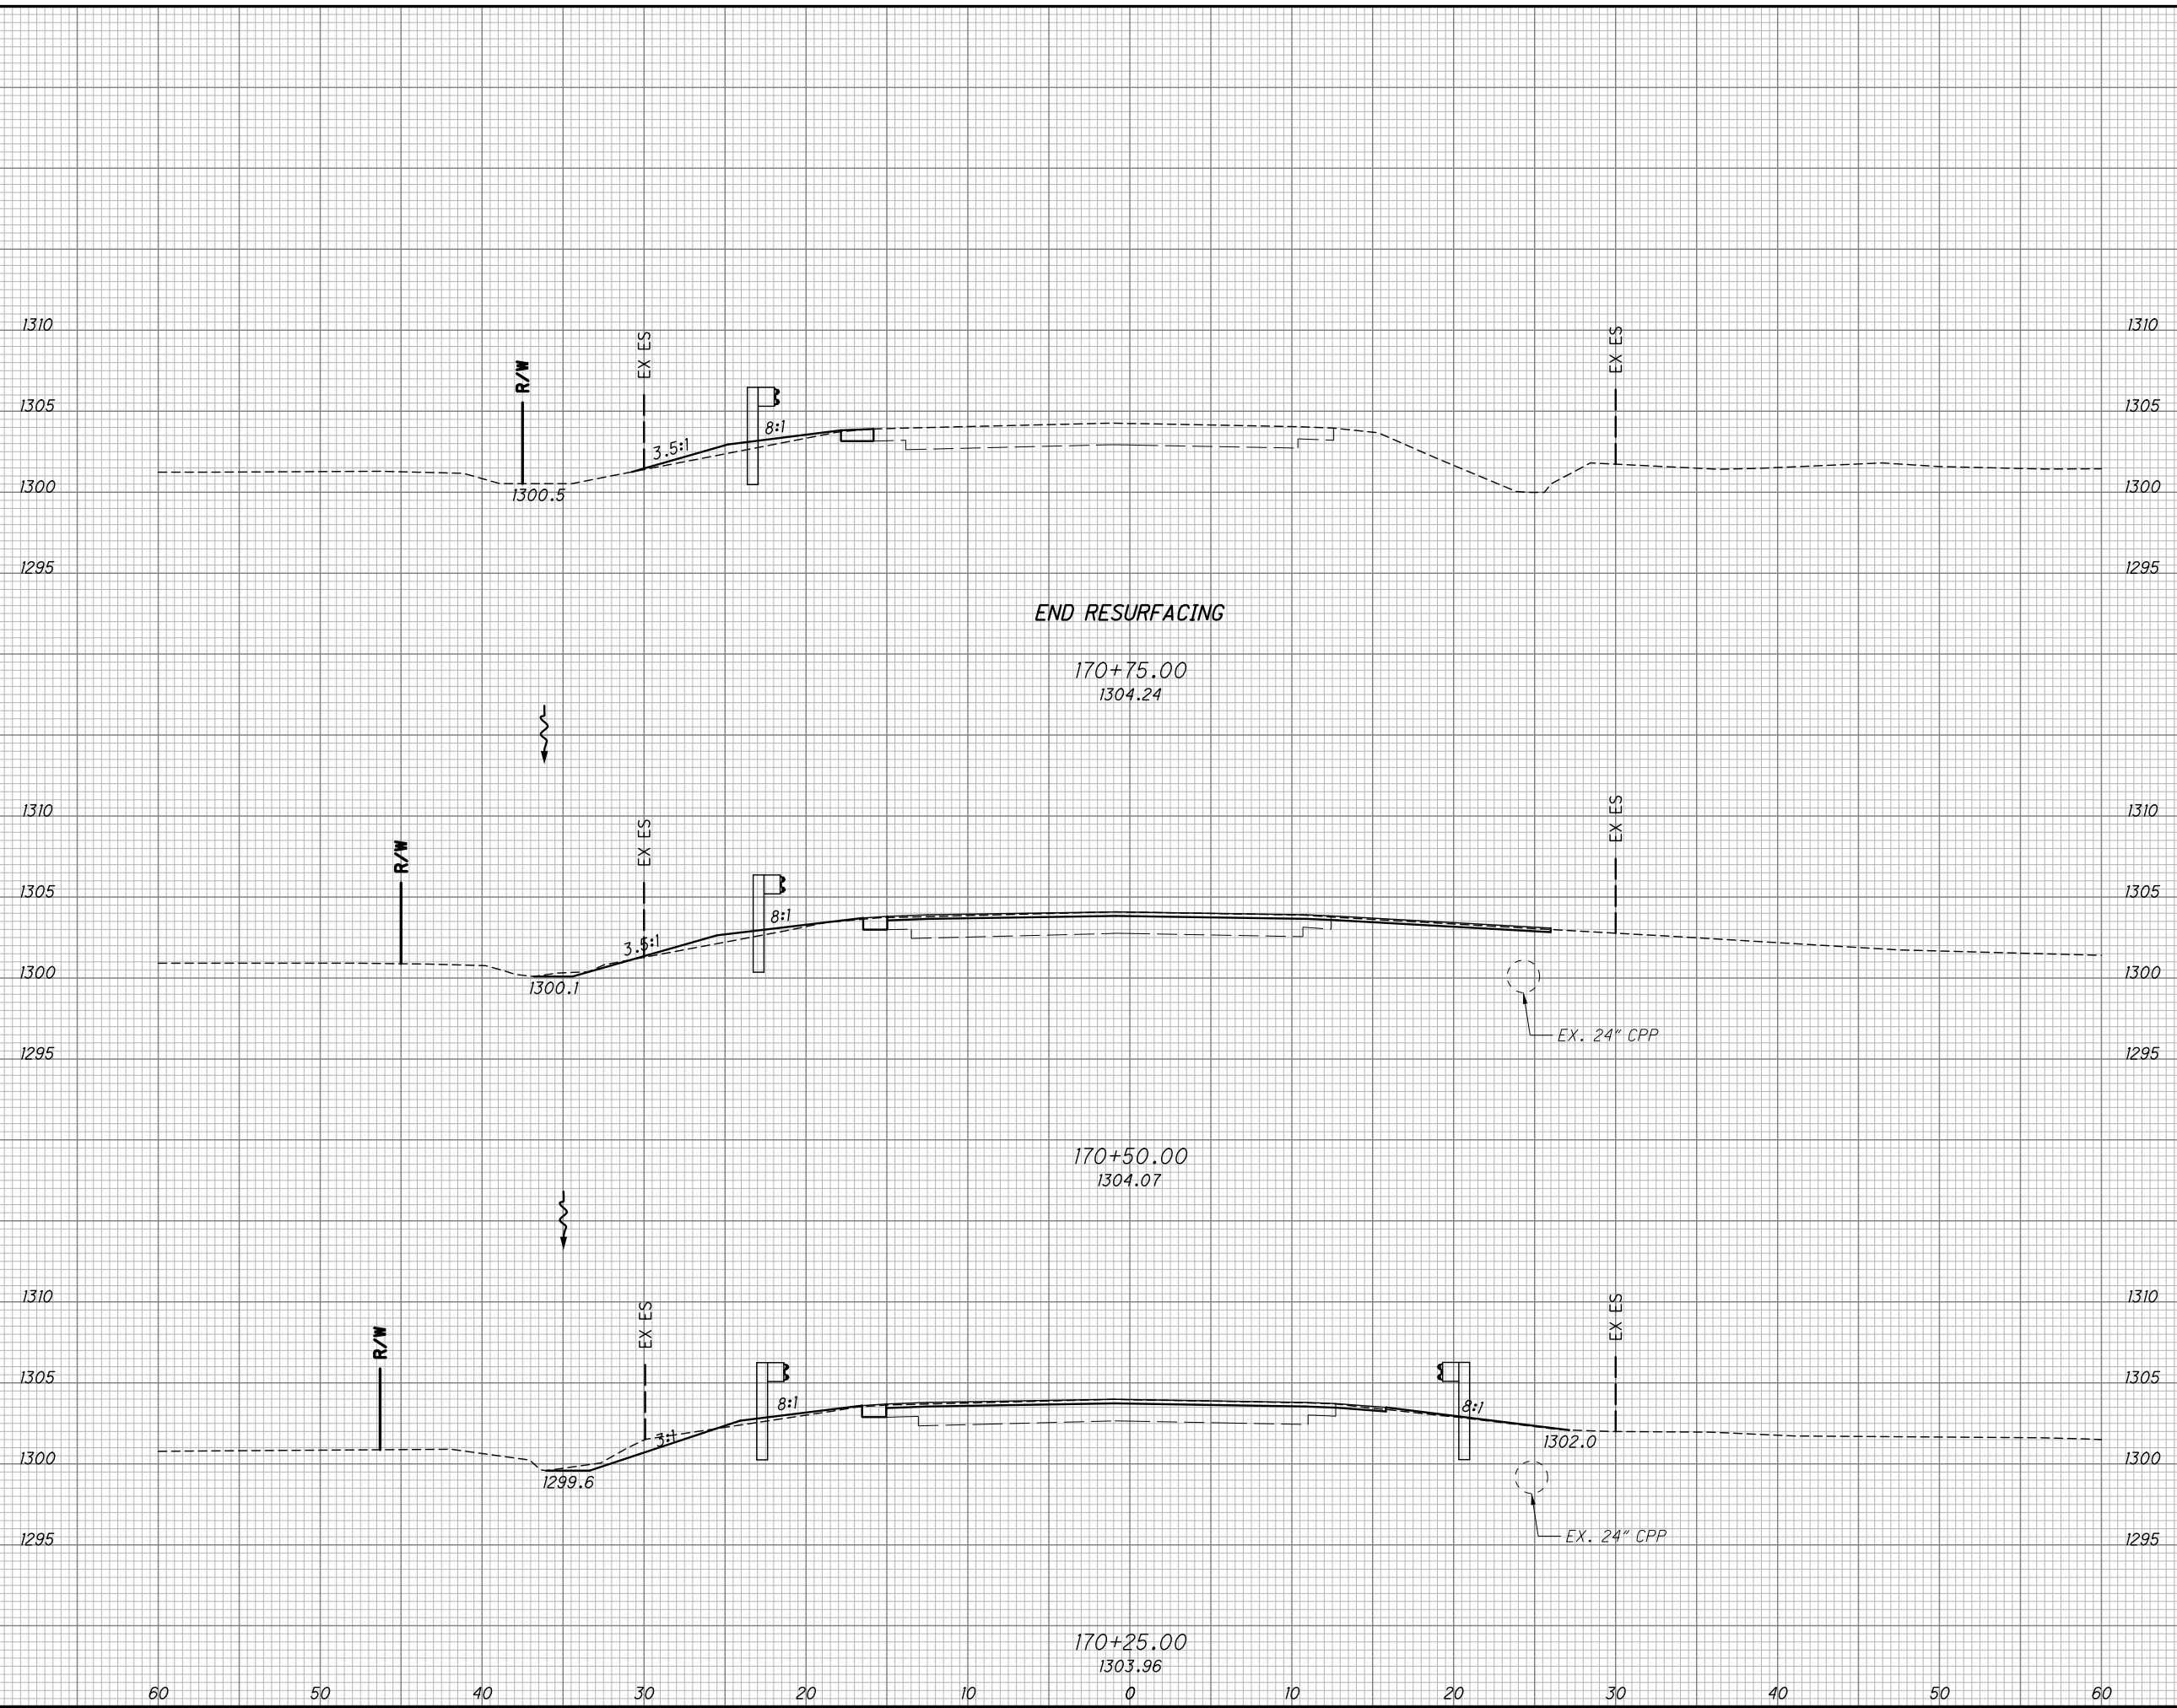 1310 EX ES EX ES 1310
R/W
1305 8:1 1305
3.5:1
1300 1300.5 1300
1295 1295
END RESURFACING
170+75.00
1304.24
1310 EX ES EX ES 1310
R/W
1305 1305
8:1
3.5:1
1300 1300.1 1300
EX. 24" CPP
1295 1295
170+50.00
1304.07
1310 EX ES EX ES 1310
R/W
1305 1305
8:1 8:1
3:1 1302.0
1300 1300
1299.6
EX. 24" CPP
1295 1295
170+25.00
1303.96
60 50 40 30 20 10 0 10 20 30 40 50 60